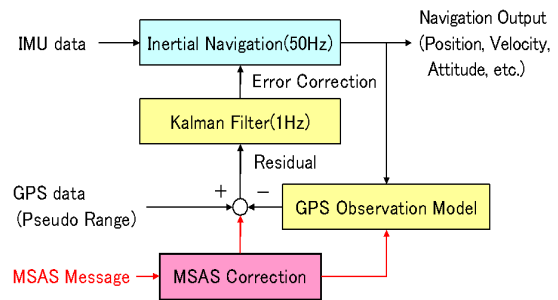 IMU data
Inertial Navigation(50Hz)
Navigation Output
(Position, Velocity,
Attitude, etc.)
Error Correction
Kalman Filter(1Hz)
Residual
+
−
GPS data
(Pseudo Range)
GPS Observation Model
MSAS Message
MSAS Correction